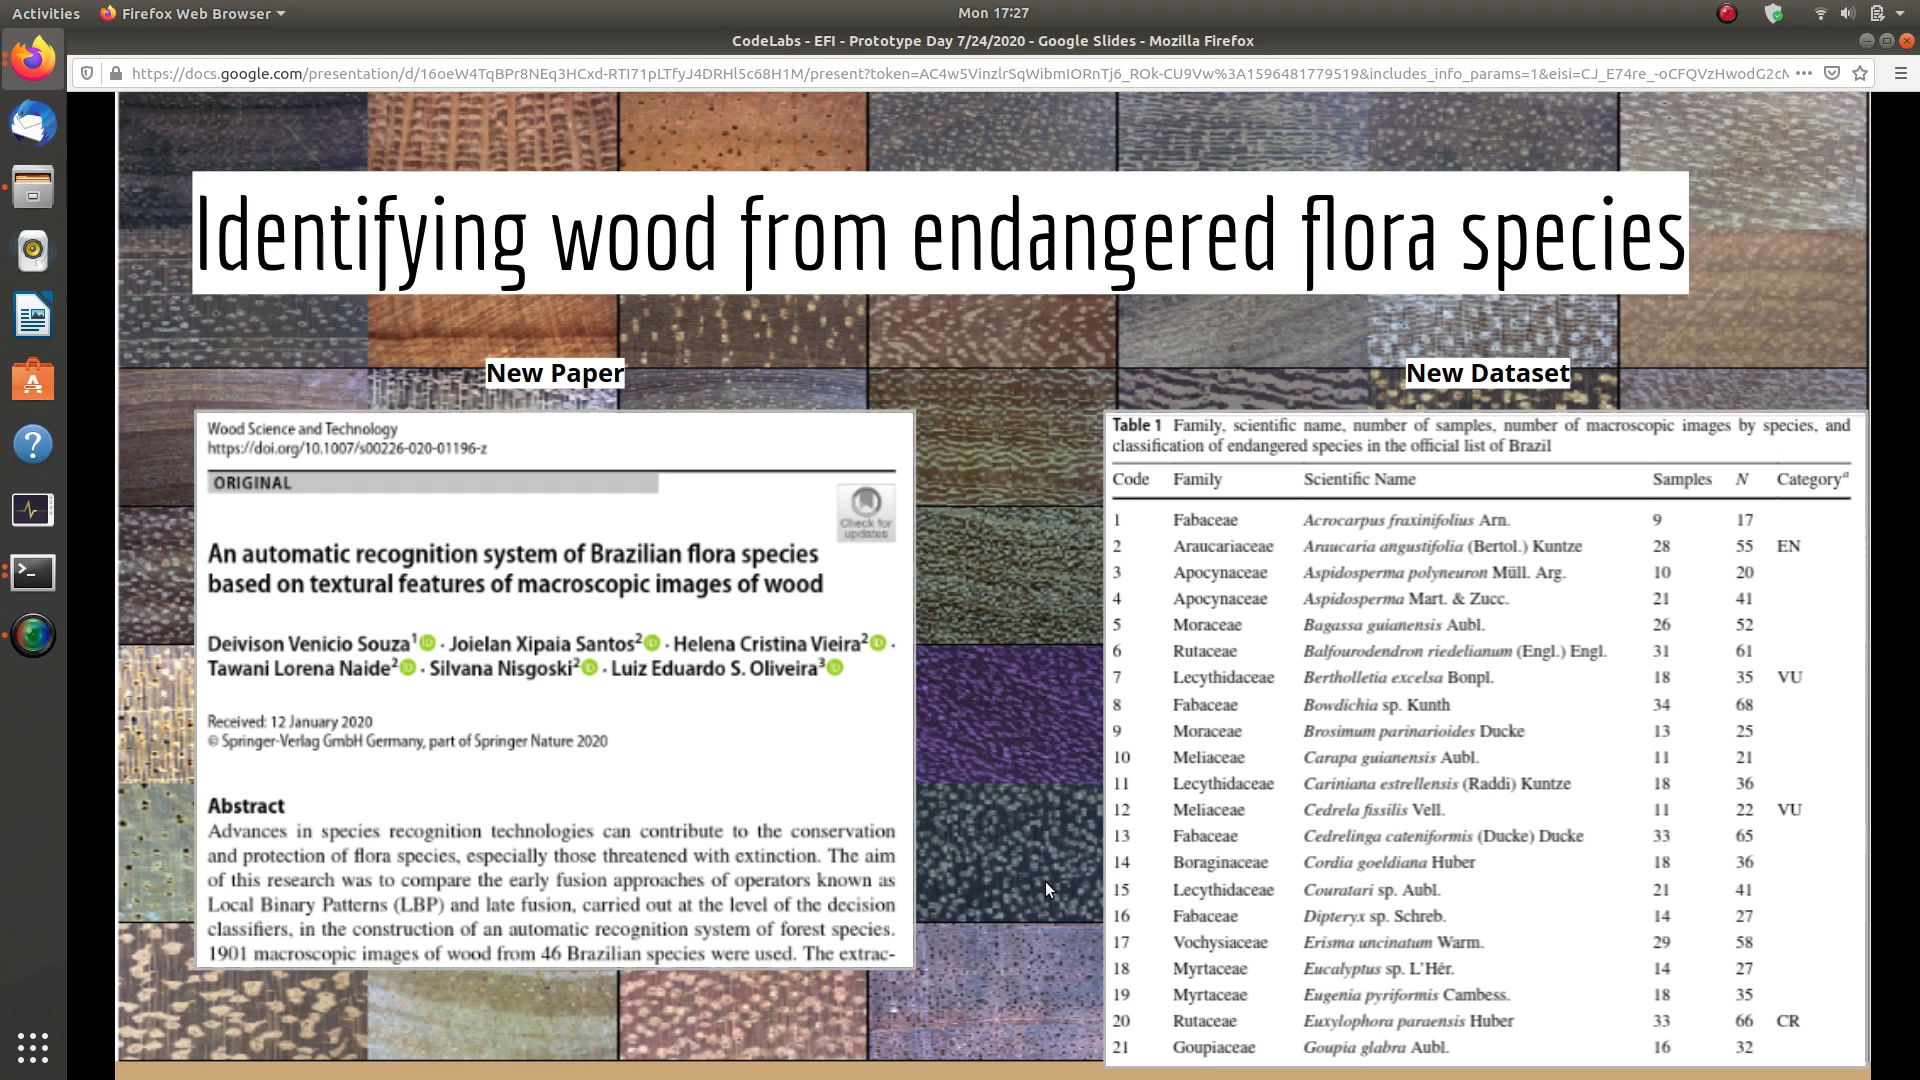 Activities
Firefox Web Browser
Mon 17:27
CodeLabs - EFI - Prototype Day 7/24/2020 - Google Slides - Mozilla Firefox
Identifying wood from endangered flora species
New Paper
Wood Science and Technology
https://doi.org/10.1007/s00226-020-01196-z
ORIGINAL
Check for
updates
An automatic recognition system of Brazilian flora species
based on textural features of macroscopic images of wood
Deivison Venicio Souza1 · Joielan Xipaia Santos2 · Helena Cristina Vieira2 ·
Tawani Lorena Naide2 · Silvana Nisgoski2 · Luiz Eduardo S. Oliveira3
Received: 12 January 2020
© Springer-Verlag GmbH Germany, part of Springer Nature 2020
Abstract
Advances in species recognition technologies can contribute to the conservation
and protection of flora species, especially those threatened with extinction. The aim
of this research was to compare the early fusion approaches of operators known as
Local Binary Patterns (LBP) and late fusion, carried out at the level of the decision
classifiers, in the construction of an automatic recognition system of forest species.
1901 macroscopic images of wood from 46 Brazilian species were used. The extrac-
New Dataset
Table 1 Family, scientific name, number of samples, number of macroscopic images by species, and
classification of endangered species in the official list of Brazil
Code Family Scientific Name Samples N Categorya
1 Fabaceae Acrocarpus fraxinifolius Arn. 9 17
2 Araucariaceae Araucaria angustifolia (Bertol.) Kuntze 28 55 EN
3 Apocynaceae Aspidosperma polyneuron Müll. Arg. 10 20
4 Apocynaceae Aspidosperma Mart. & Zucc. 21 41
5 Moraceae Bagassa guianensis Aubl. 26 52
6 Rutaceae Balfourodendron riedelianum (Engl.) Engl. 31 61
7 Lecythidaceae Bertholletia excelsa Bonpl. 18 35 VU
8 Fabaceae Bowdichia sp. Kunth 34 68
9 Moraceae Brosimum parinarioides Ducke 13 25
10 Meliaceae Carapa guianensis Aubl. 11 21
11 Lecythidaceae Cariniana estrellensis (Raddi) Kuntze 18 36
12 Meliaceae Cedrela fissilis Vell. 11 22 VU
13 Fabaceae Cedrelinga cateniformis (Ducke) Ducke 33 65
14 Boraginaceae Cordia goeldiana Huber 18 36
15 Lecythidaceae Couratari sp. Aubl. 21 41
16 Fabaceae Dipteryx sp. Schreb. 14 27
17 Vochysiaceae Erisma uncinatum Warm. 29 58
18 Myrtaceae Eucalyptus sp. L'Hér. 14 27
19 Myrtaceae Eugenia pyriformis Cambess. 18 35
20 Rutaceae Euxylophora paraensis Huber 33 66 CR
21 Goupiaceae Goupia glabra Aubl. 16 32